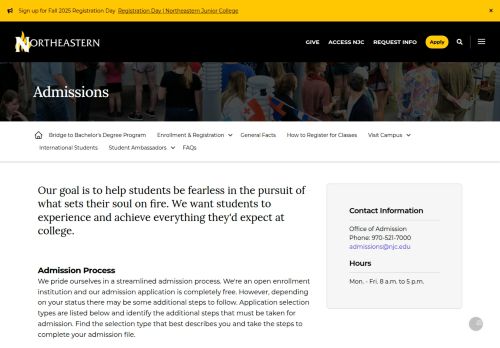 Sign up for Fall 2025 Registration Day Registration Day | Northeastern Junior College ×
NORTHEASTERN GIVE ACCESS NJC REQUEST INFO Apply
Admissions
Bridge to Bachelor's Degree Program Enrollment & Registration General Facts How to Register for Classes Visit Campus
International Students Student Ambassadors FAQs
Our goal is to help students be fearless in the pursuit of
what sets their soul on fire. We want students to
experience and achieve everything they'd expect at
college.
Admission Process
We pride ourselves in a streamlined admission process. We're an open enrollment
institution and our admission application is completely free. However, depending
on your status there may be some additional steps to follow. Application selection
types are listed below and identify the additional steps that must be taken for
admission. Find the selection type that best describes you and take the steps to
complete your admission file.
Contact Information
Office of Admission
Phone: 970-521-7000
admissions@njc.edu
Hours
Mon. - Fri. 8 a.m. to 5 p.m.